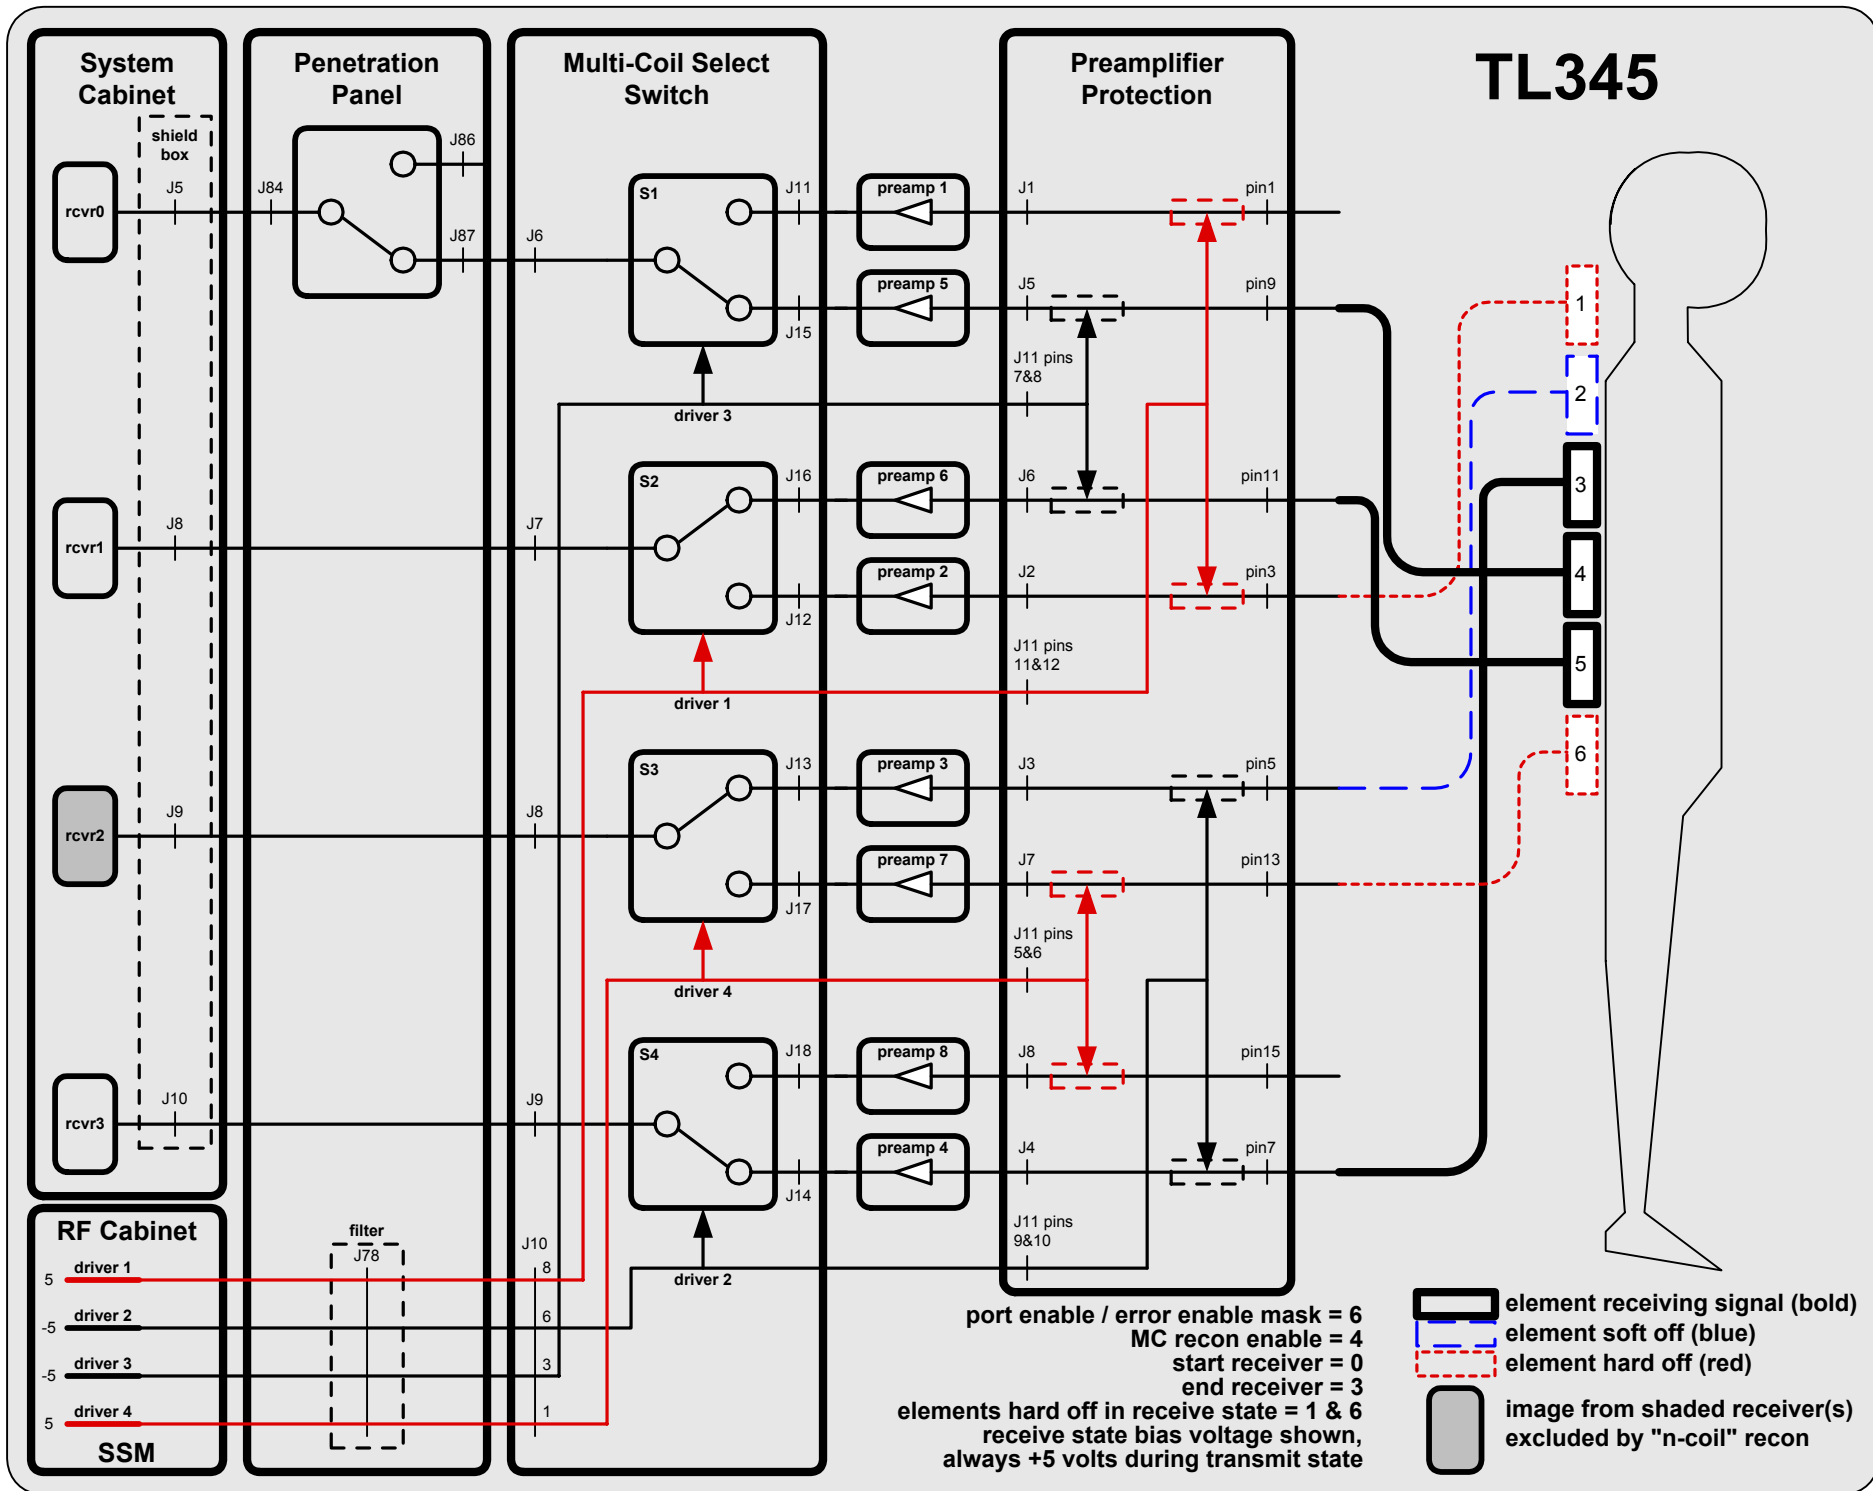 System
Cabinet
Penetration
Panel
Multi-Coil Select
Switch
Preamplifier
Protection
TL345
shield
box
rcvr0
J5
J84
J86
J87
J6
S1
J11
J15
preamp 1
preamp 5
J1
J5
pin1
pin9
J11 pins
7&8
driver 3
rcvr1
J8
J7
S2
J16
J12
preamp 6
preamp 2
J6
J2
pin11
pin3
J11 pins
11&12
driver 1
rcvr2
J9
J8
S3
J13
J17
preamp 3
preamp 7
J3
J7
pin5
pin13
J11 pins
5&6
driver 4
rcvr3
J10
J9
S4
J18
J14
preamp 8
preamp 4
J8
J4
pin15
pin7
J11 pins
9&10
driver 2
1
2
3
4
5
6
RF Cabinet
filter
J78
J10
5 driver 1 8
-5 driver 2 6
-5 driver 3 3
5 driver 4 1
SSM
port enable / error enable mask = 6
MC recon enable = 4
start receiver = 0
end receiver = 3
elements hard off in receive state = 1 & 6
receive state bias voltage shown,
always +5 volts during transmit state
element receiving signal (bold)
element soft off (blue)
element hard off (red)
image from shaded receiver(s)
excluded by "n-coil" recon